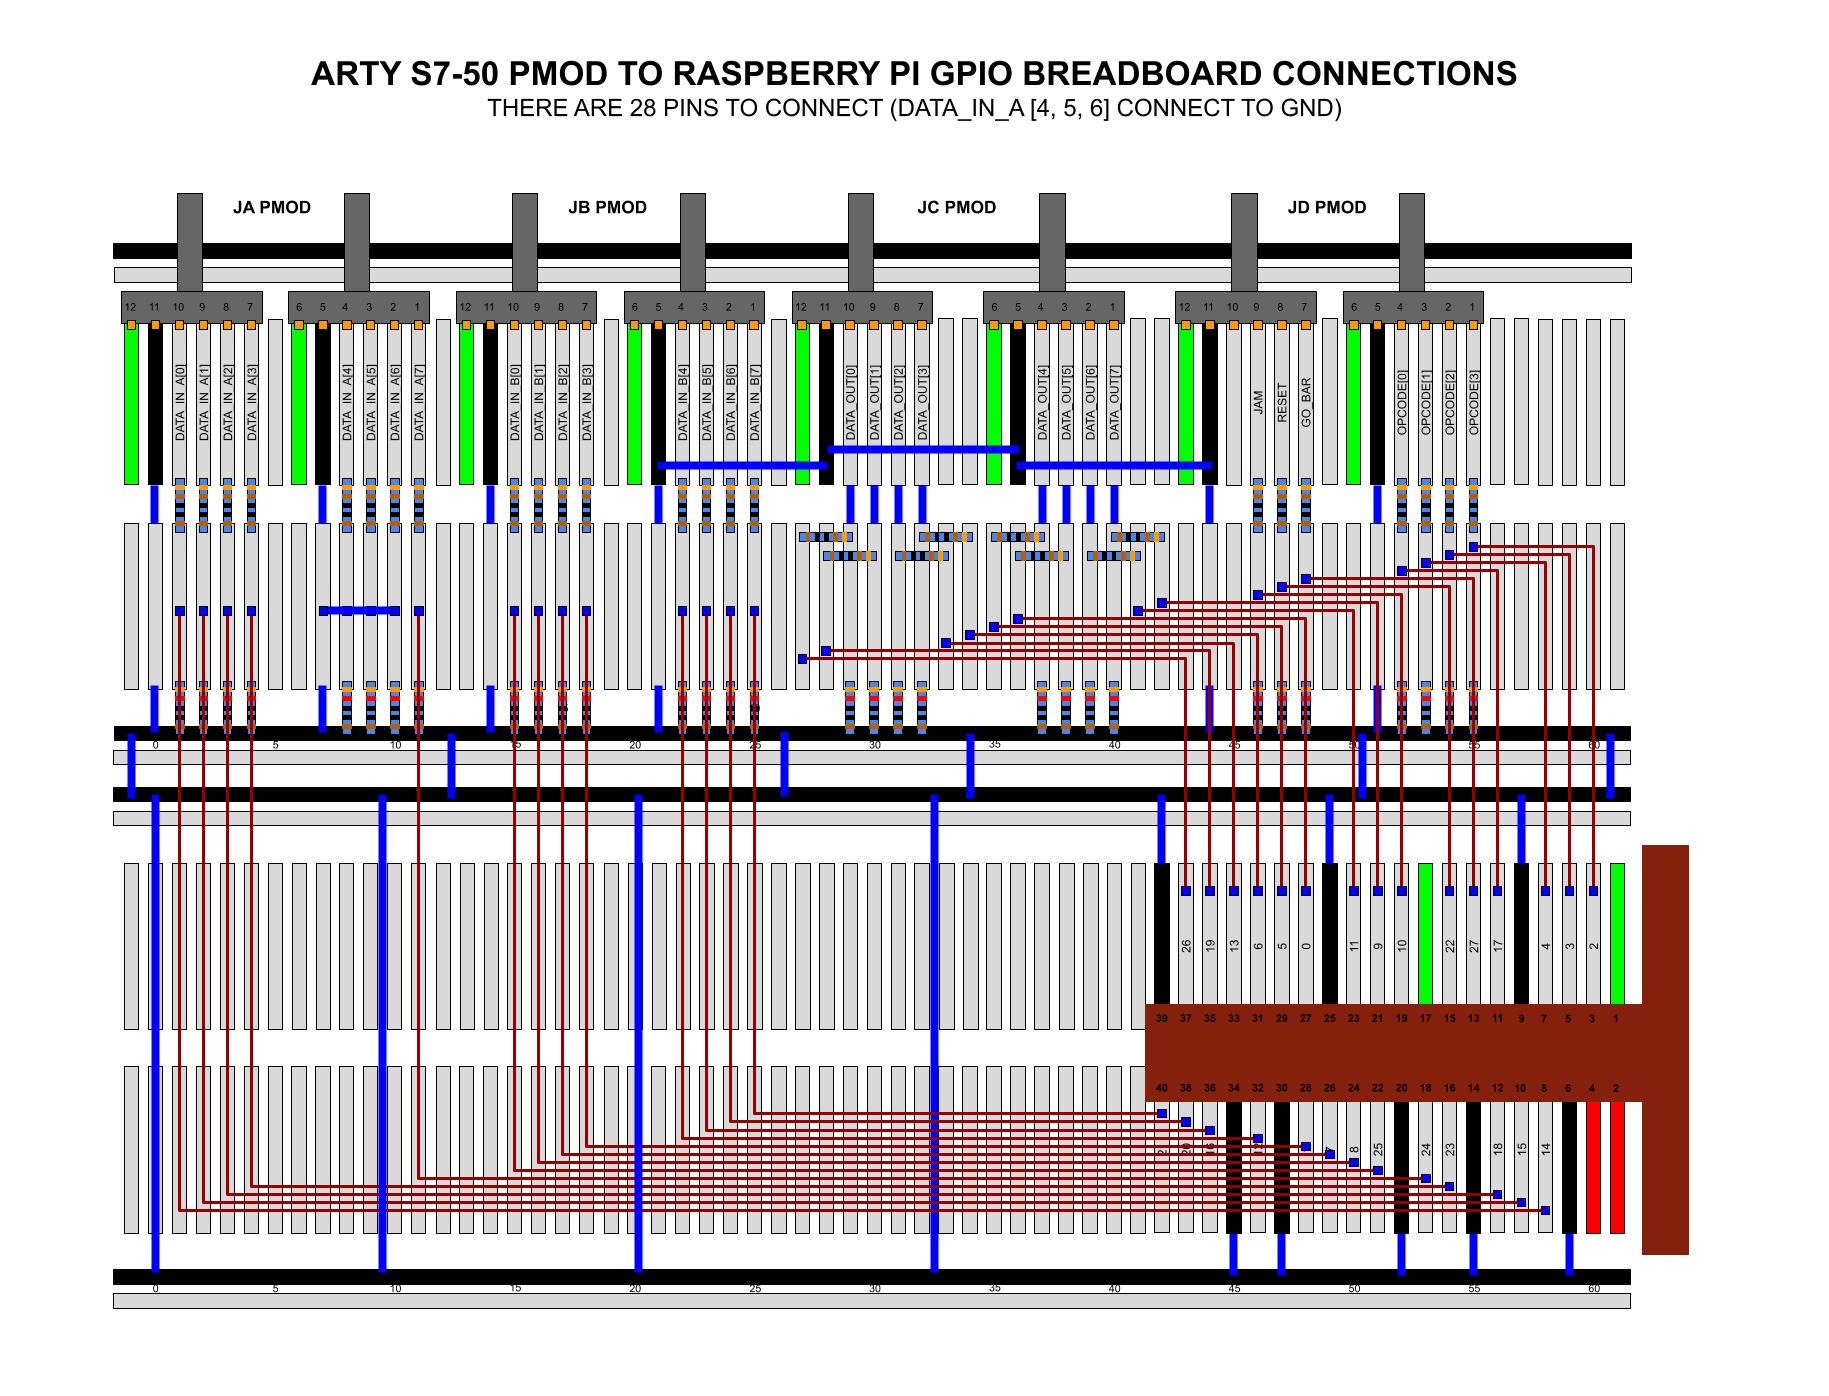 ARTY S7-50 PMOD TO RASPBERRY PI GPIO BREADBOARD CONNECTIONS
THERE ARE 28 PINS TO CONNECT (DATA_IN_A [4, 5, 6] CONNECT TO GND)
JA PMOD JB PMOD JC PMOD JD PMOD
12 11 10 9 8 7 6 5 4 3 2 1 12 11 10 9 8 7 6 5 4 3 2 1 12 11 10 9 8 7 6 5 4 3 2 1 12 11 10 9 8 7 6 5 4 3 2 1
DATA_IN_A[0]
DATA_IN_A[1]
DATA_IN_A[2]
DATA_IN_A[3]
DATA_IN_A[4]
DATA_IN_A[5]
DATA_IN_A[6]
DATA_IN_A[7]
DATA_IN_B[0]
DATA_IN_B[1]
DATA_IN_B[2]
DATA_IN_B[3]
DATA_IN_B[4]
DATA_IN_B[5]
DATA_IN_B[6]
DATA_IN_B[7]
DATA_OUT[0]
DATA_OUT[1]
DATA_OUT[2]
DATA_OUT[3]
DATA_OUT[4]
DATA_OUT[5]
DATA_OUT[6]
DATA_OUT[7]
JAM
RESET
GO_BAR
OPCODE[0]
OPCODE[1]
OPCODE[2]
OPCODE[3]
0 5 10 15 20 25 30 35 40 45 50 55 60
26 19 13 6 5 0 11 9 10 22 27 17 4 3 2
39 37 35 33 31 29 27 25 23 21 19 17 15 13 11 9 7 5 3 1
40 38 36 34 32 30 28 26 24 22 20 18 16 14 12 10 8 6 4 2
8 25 24 23 18 15 14
0 5 10 15 20 25 30 35 40 45 50 55 60